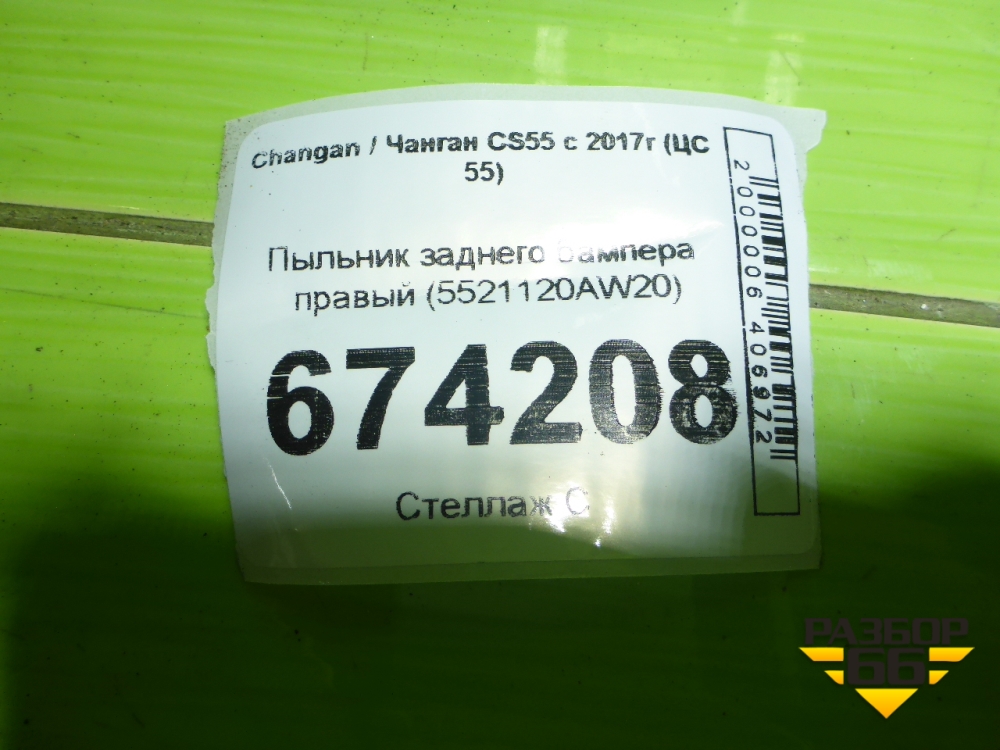 Changan / Чанган CS55 с 2017г (ЦС
55)
Пыльник заднего бампера
правый (5521120AW20)
674208
Стеллаж С
2000006406972
РАЗБОР
66